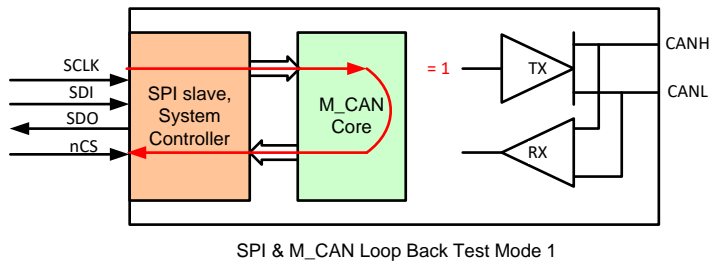 SCLK
SDI
SDO
nCS
SPI slave,
System
Controller
M_CAN
Core
= 1
TX
RX
CANH
CANL
SPI & M_CAN Loop Back Test Mode 1